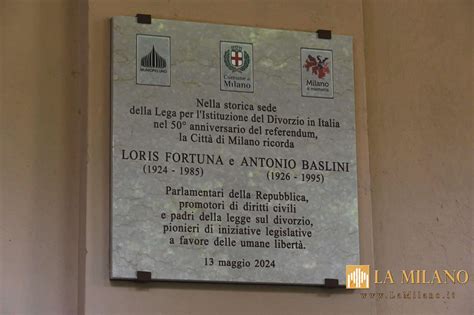 MUNICIPIO UNO
Comune di
Milano
Milano
è memoria
Nella storica sede
della Lega per l'Istituzione del Divorzio in Italia
nel 50° anniversario del referendum,
la Città di Milano ricorda
LORIS FORTUNA e ANTONIO BASLINI
(1924 - 1985) (1926 - 1995)
Parlamentari della Repubblica,
promotori di diritti civili
e padri della legge sul divorzio,
pionieri di iniziative legislative
a favore delle umane libertà.
13 maggio 2024
LA MILANO
www.LaMilano.it